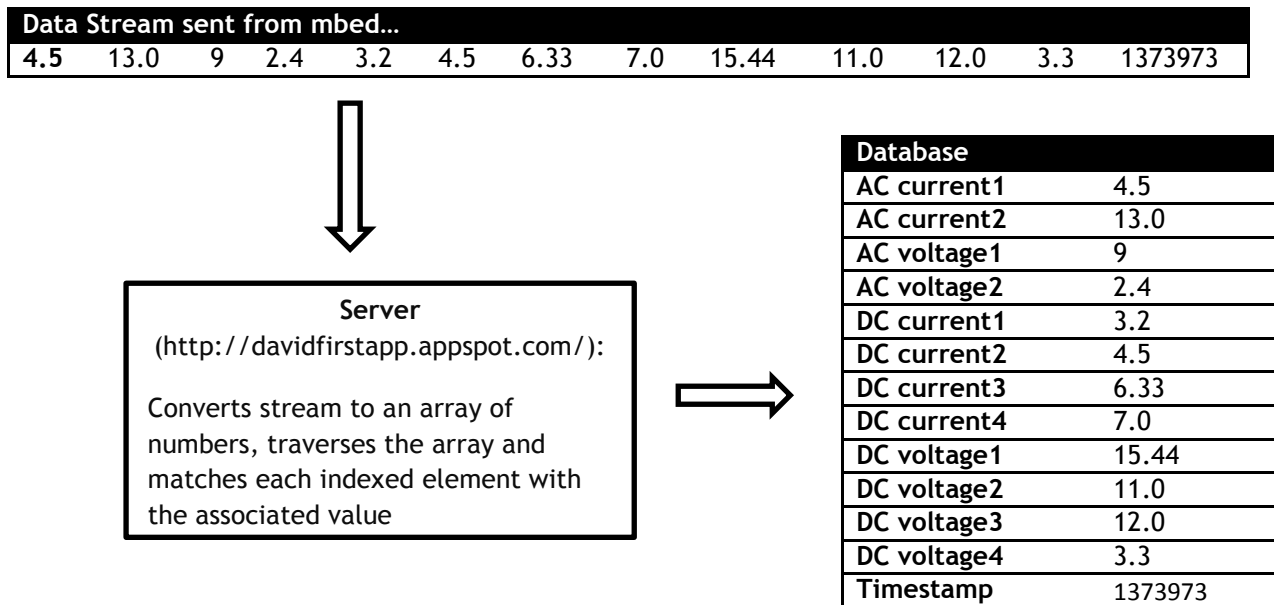 Data Stream sent from mbed…
4.5 13.0 9 2.4 3.2 4.5 6.33 7.0 15.44 11.0 12.0 3.3 1373973
Server
(http://davidfirstapp.appspot.com/):
Converts stream to an array of
numbers, traverses the array and
matches each indexed element with
the associated value
Database
AC current1 4.5
AC current2 13.0
AC voltage1 9
AC voltage2 2.4
DC current1 3.2
DC current2 4.5
DC current3 6.33
DC current4 7.0
DC voltage1 15.44
DC voltage2 11.0
DC voltage3 12.0
DC voltage4 3.3
Timestamp 1373973